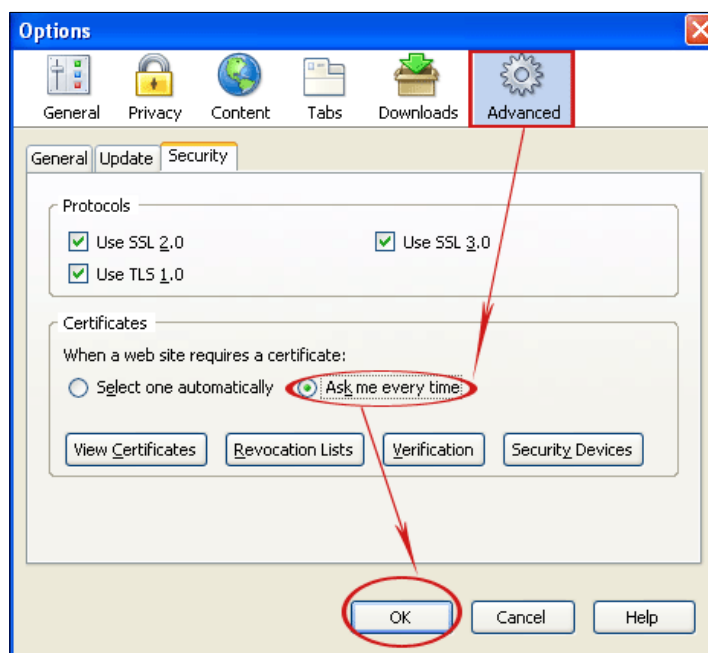 Options
General Privacy Content Tabs Downloads Advanced
General Update Security
Protocols
Use SSL 2.0 Use SSL 3.0
Use TLS 1.0
Certificates
When a web site requires a certificate:
Select one automatically Ask me every time
View Certificates Revocation Lists Verification Security Devices
OK Cancel Help